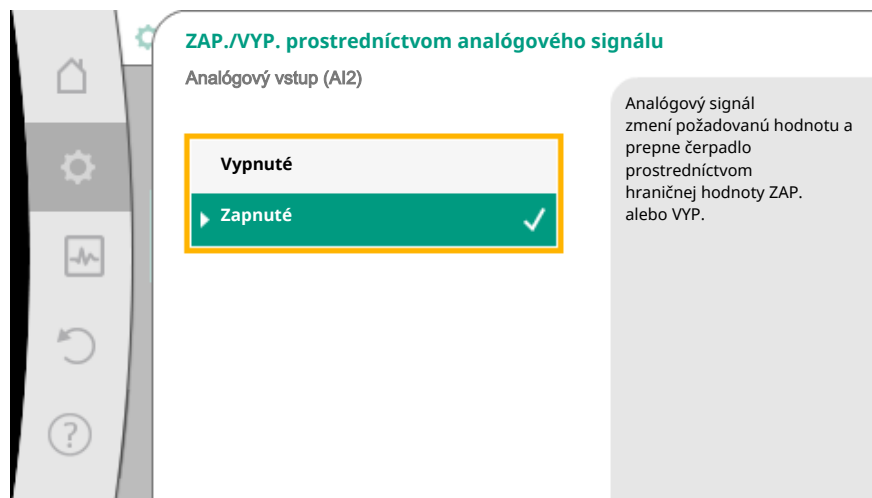 ZAP./VYP. prostredníctvom analógového signálu
Analógový vstup (AI2)
Vypnuté
Zapnuté
Analógový signál
zmení požadovanú hodnotu a
prepne čerpadlo
prostredníctvom
hraničnej hodnoty ZAP.
alebo VYP.
?